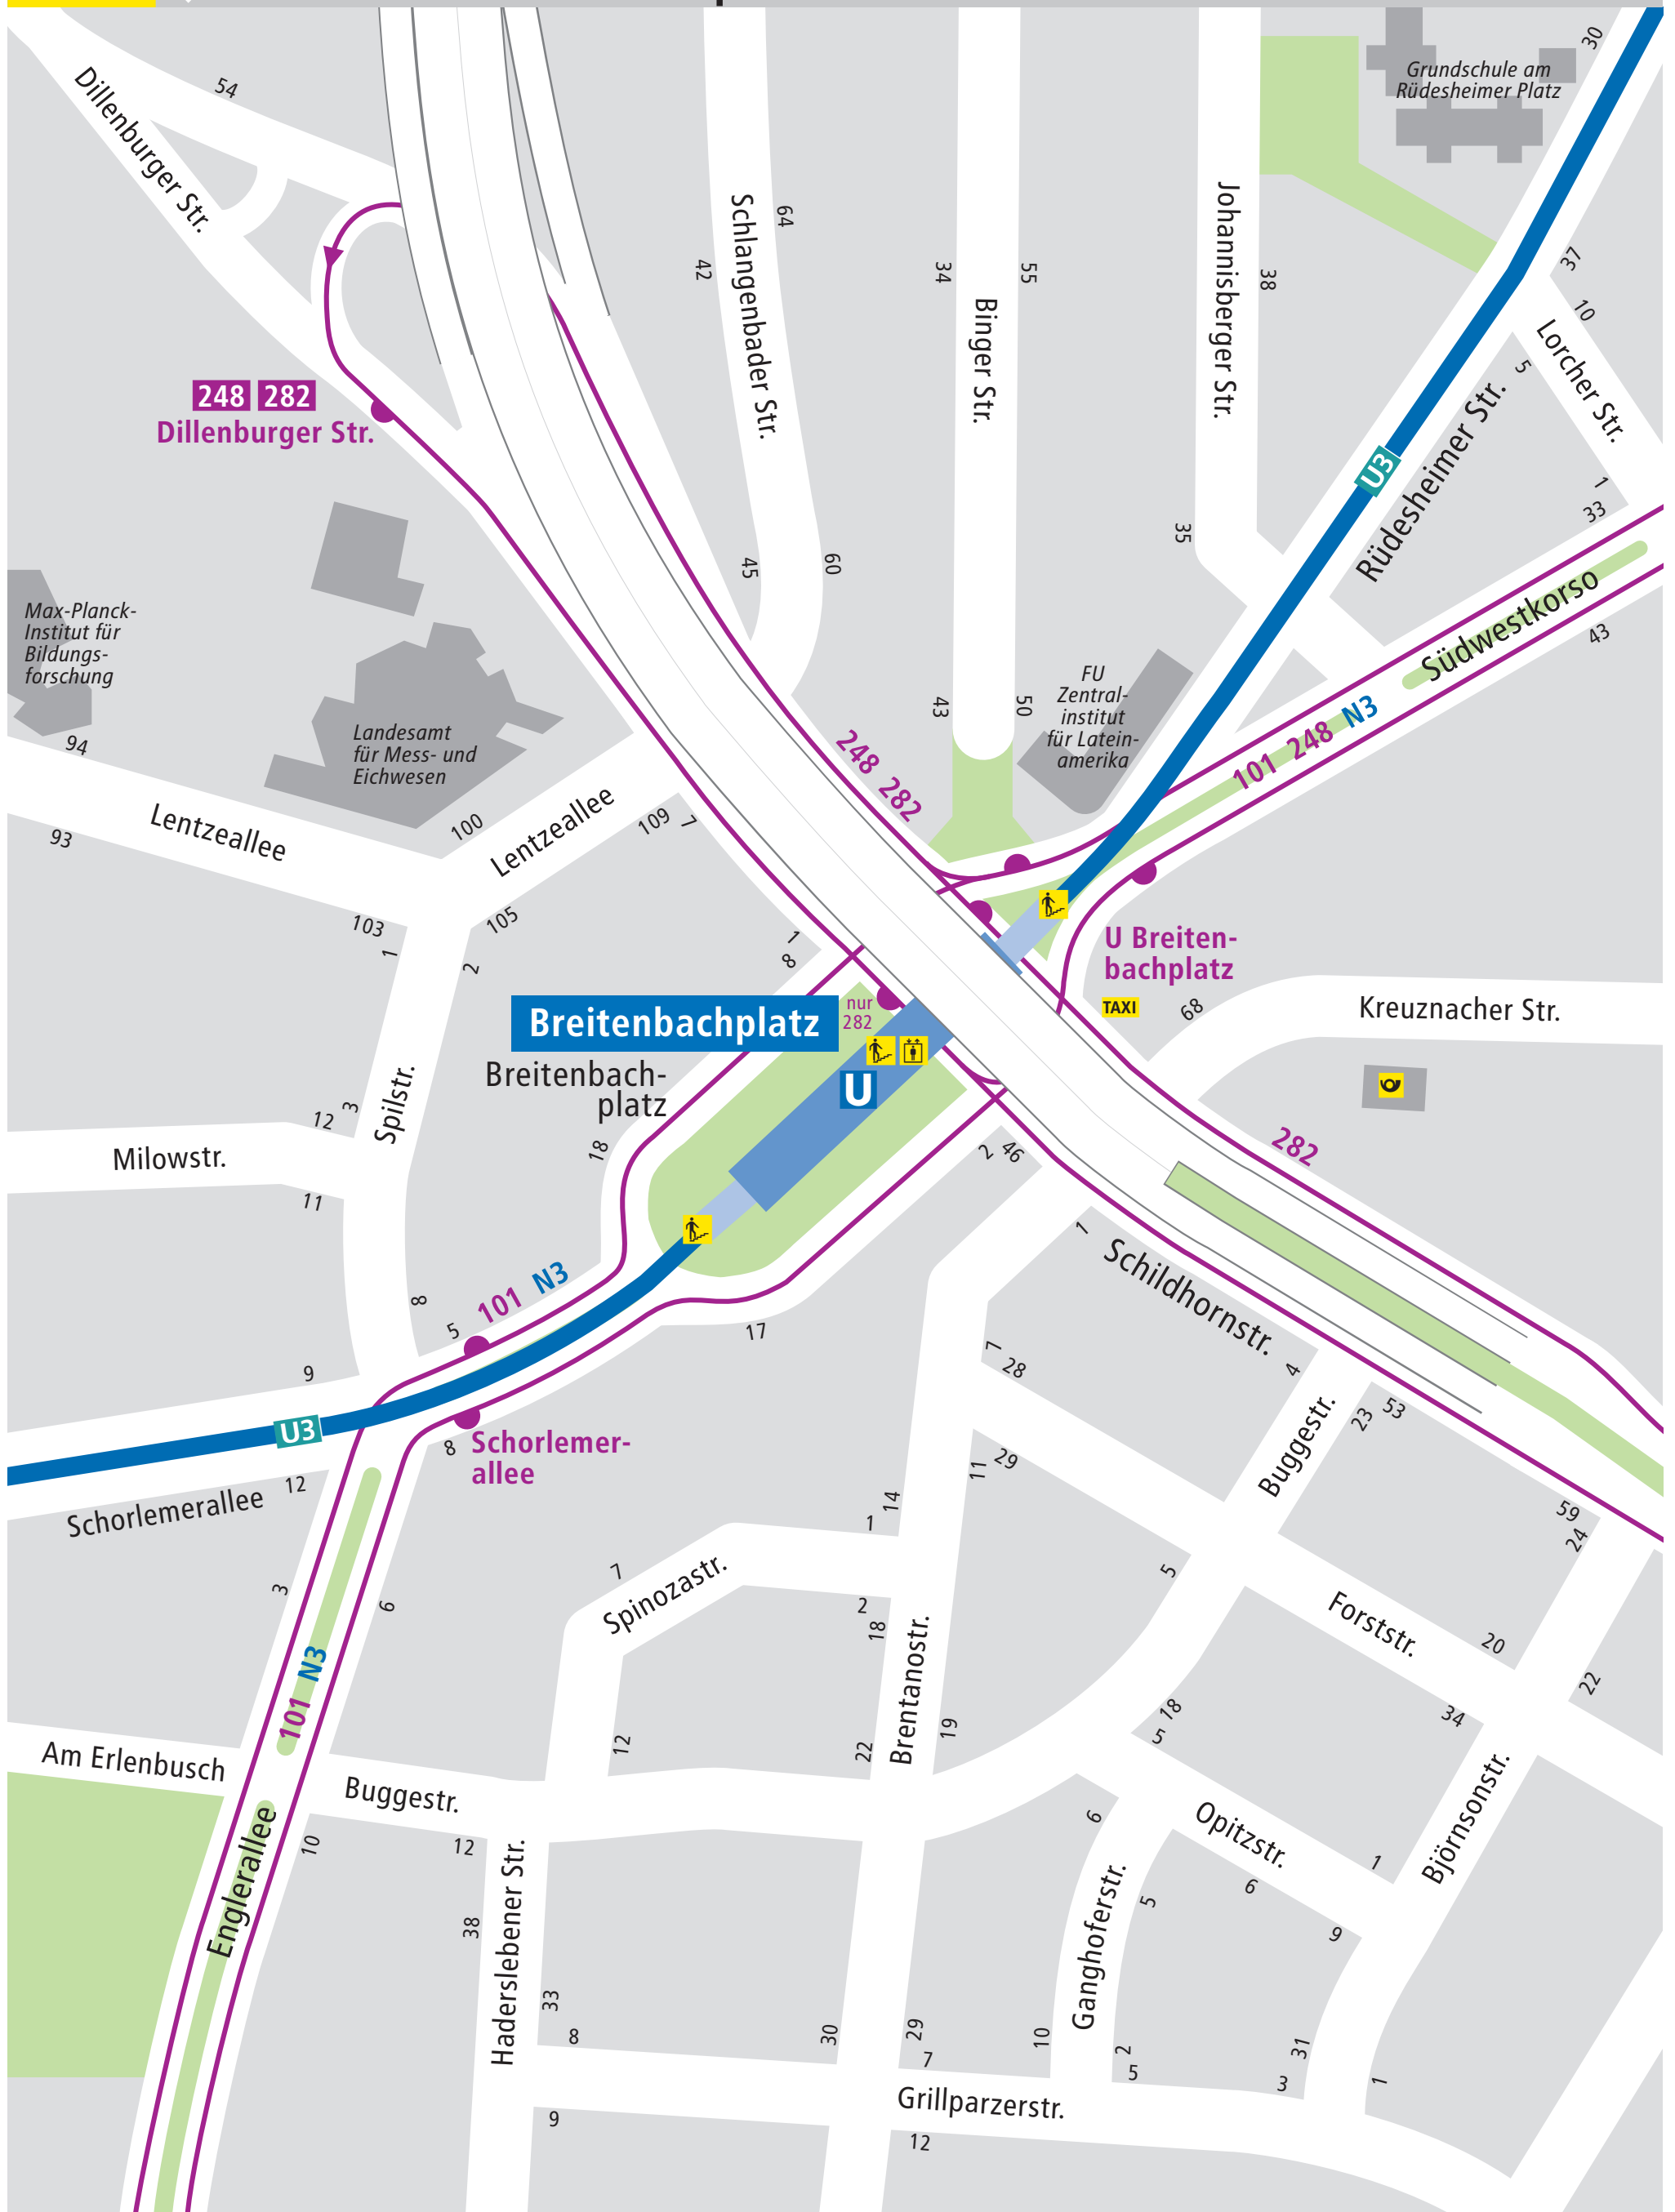 54
Dillenburger Str.
30
Grundschule am
Rüdesheimer Platz
Schlangenbader Str.
64
42
34
55
Binger Str.
Johannisberger Str.
38
37
10
Lorcher Str.
5
1
33
248 282
Dillenburger Str.
U3
Rüdesheimer Str.
35
45
60
Südwestkorso
43
Max-Planck-
Institut für
Bildungs-
forschung
94
Landesamt
für Mess- und
Eichwesen
FU
Zentral-
institut
für Latein-
amerika
43
50
248 282
101 248 N3
Lentzeallee
93
100
Lentzeallee
109
7
103
1
105
2
1
8
U Breiten-
bachplatz
TAXI
68
Kreuznacher Str.
Breitenbachplatz
nur
282
U
Breitenbach-
platz
18
12
3
Spilstr.
Milowstr.
11
2
46
282
1
Schildhornstr.
8
5
101 N3
17
9
U3
12
Schorlemerallee
8
Schorlemer-
allee
7
28
4
Buggestr.
23
53
11
29
14
1
59
24
3
6
7
Spinozastr.
2
18
5
Forststr.
20
22
101 N3
Brentanostr.
12
22
19
18
5
34
Am Erlenbusch
Buggestr.
12
10
Englerallee
6
Opitzstr.
1
6
9
Björnsonstr.
Haderslebener Str.
38
33
8
9
Ganghoferstr.
5
30
29
7
10
2
5
31
3
1
Grillparzerstr.
12